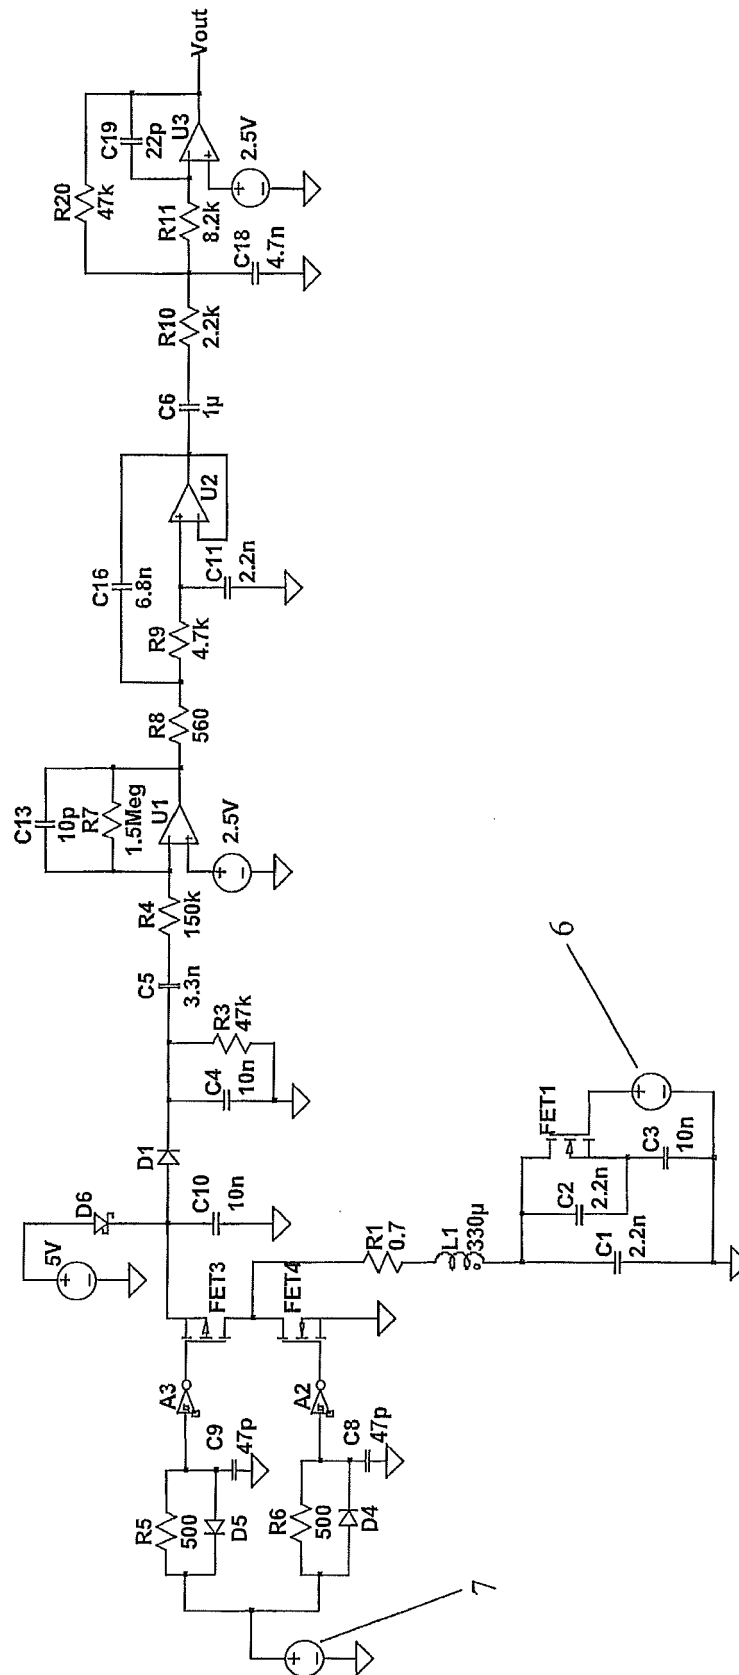 R5
500
D5
C9
47p
A3
R6
500
D4
C8
47p
A2
7
FET3
FET4
5V
D6
C10
10n
D1
R1
0.7
L1
330µ
C1
2.2n
C2
2.2n
C3
10n
FET1
6
C4
10n
R3
47k
C5
3.3n
R4
150k
C13
10p
R7
1.5Meg
U1
2.5V
R8
560
R9
4.7k
C16
6.8n
C11
2.2n
U2
C6
1µ
R10
2.2k
C18
4.7n
R11
8.2k
R20
47k
C19
22p
U3
2.5V
Vout